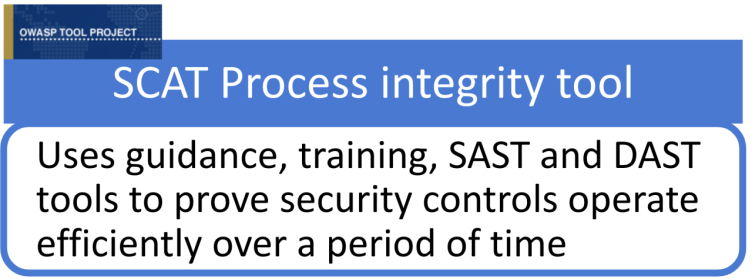 OWASP TOOL PROJECT
SCAT Process integrity tool
Uses guidance, training, SAST and DAST
tools to prove security controls operate
efficiently over a period of time